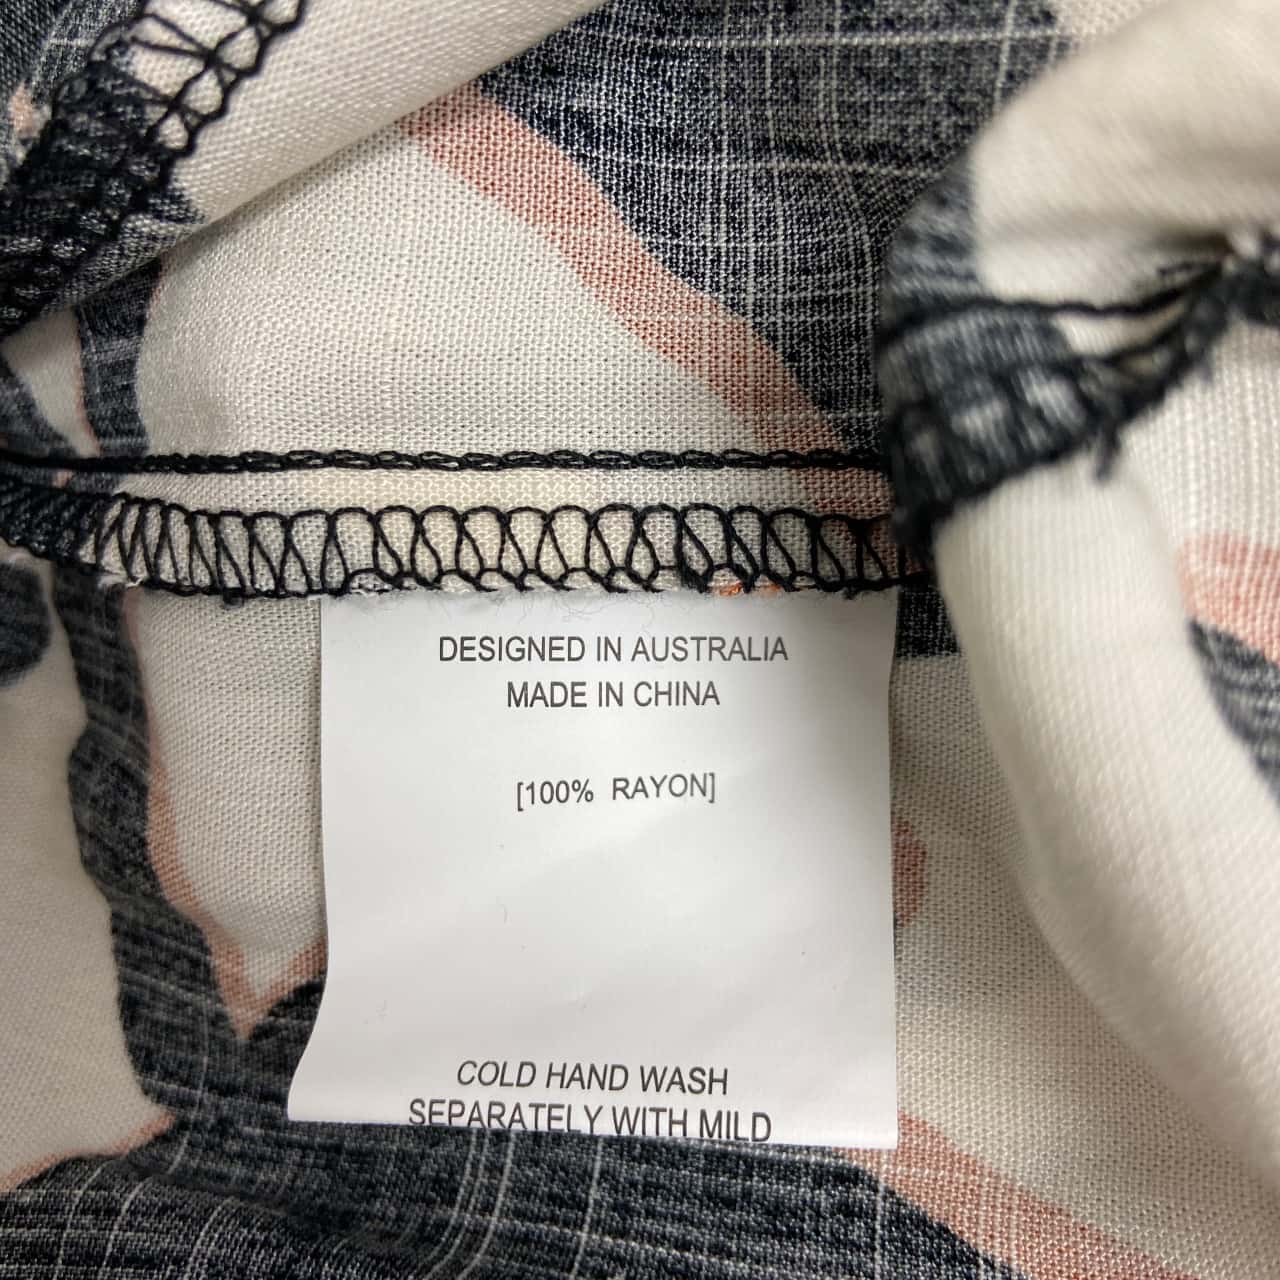 DESIGNED IN AUSTRALIA
MADE IN CHINA
[100% RAYON]
COLD HAND WASH
SEPARATELY WITH MILD